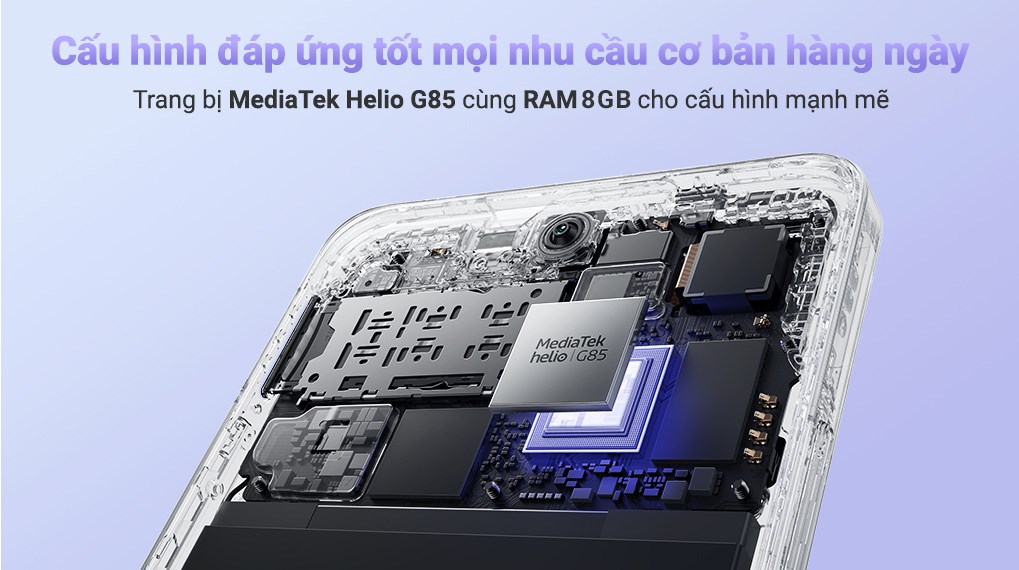 Cấu hình đáp ứng tốt mọi nhu cầu cơ bản hàng ngày
Trang bị MediaTek Helio G85 cùng RAM 8GB cho cấu hình mạnh mẽ
MediaTek
helio | G85